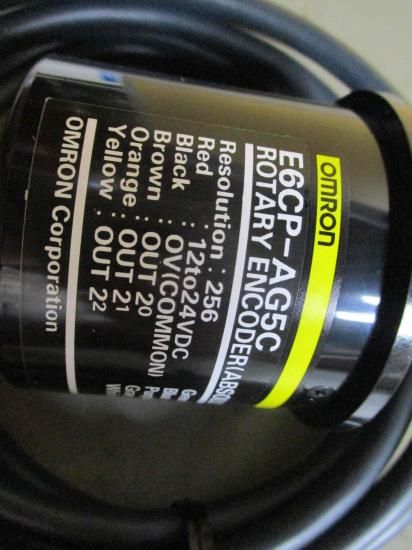 OMRON
E6CP-AG5C
ROTARY ENCODER(ABSOLU
Resolution : 256
Red : 12to24VDC
Black : 0V(COMMON)
Brown : OUT 2⁰
Orange : OUT 2¹
Yellow : OUT 2²
OMRON Corporation